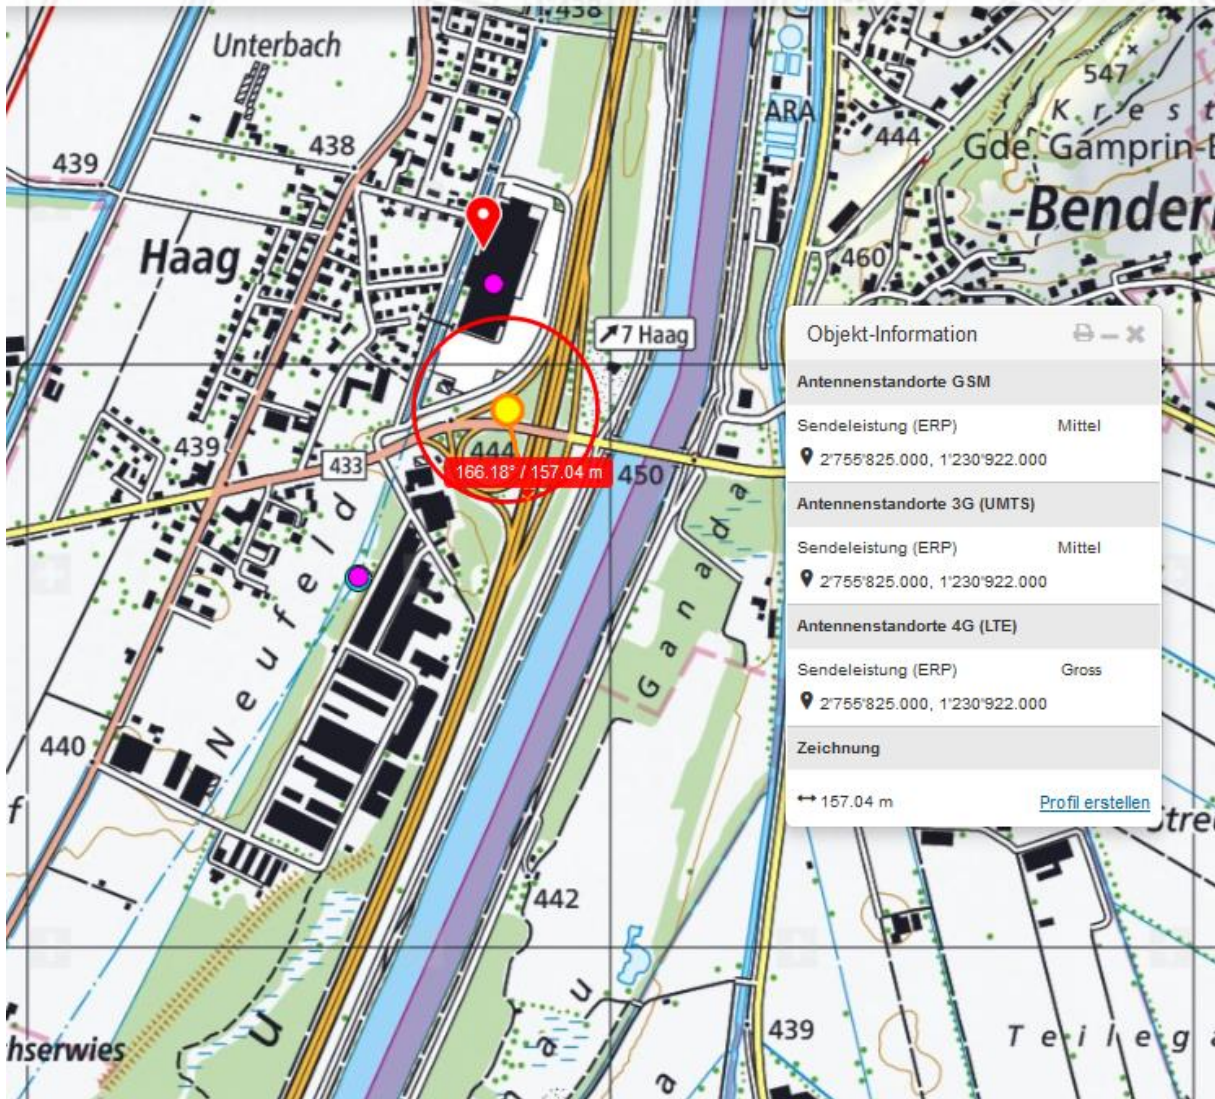 438
Unterbach
547
ARA
K r e s t
444
Gde. Gamprin-
438
439
Haag
Bender
460
7 Haag
Objekt-Information
Antennenstandorte GSM
Sendeleistung (ERP) Mittel
2'755'825.000, 1'230'922.000
Antennenstandorte 3G (UMTS)
Sendeleistung (ERP) Mittel
2'755'825.000, 1'230'922.000
Antennenstandorte 4G (LTE)
Sendeleistung (ERP) Gross
2'755'825.000, 1'230'922.000
Zeichnung
157.04 m Profil erstellen
439
433
444
166.18° / 157.04 m
450
Neufeld
Ganada
440
f
Stre
442
u
a
439
Teileg
hserwies
U
a